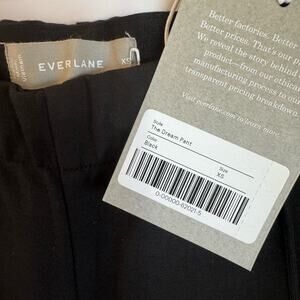 EVERLANE
XS
Vietnam
Better factories. Better
Better prices. That's our
We reveal the story behind
product—from our ethical
manufacturing process to our
transparent pricing breakdown.
Visit everlane.com to learn more.
Style
The Dream Pant
Color
Black
Size
XS
0-00000-62021-5